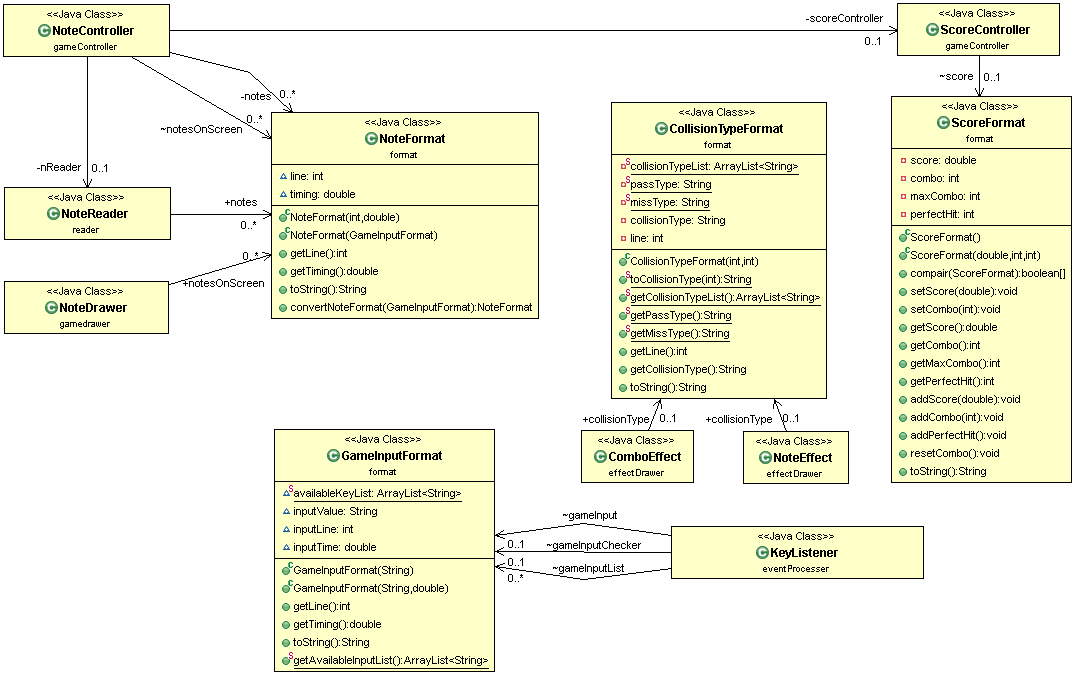 <<Java Class>>
NoteController
gameController
-scoreController
0..1
<<Java Class>>
ScoreController
gameController
~score
0..1
-notes
0..*
~notesOnScreen
0..*
-nReader
0..1
<<Java Class>>
NoteReader
reader
+notes
0..*
<<Java Class>>
NoteDrawer
gamedrawer
0..*
+notesOnScreen
<<Java Class>>
NoteFormat
format
line: int
timing: double
NoteFormat(int,double)
NoteFormat(GameInputFormat)
getLine():int
getTiming():double
toString():String
convertNoteFormat(GameInputFormat):NoteFormat
<<Java Class>>
CollisionTypeFormat
format
collisionTypeList: ArrayList<String>
passType: String
missType: String
collisionType: String
line: int
CollisionTypeFormat(int,int)
toCollisionType(int):String
getCollisionTypeList():ArrayList<String>
getPassType():String
getMissType():String
getLine():int
getCollisionType():String
toString():String
+collisionType
0..1
+collisionType
0..1
<<Java Class>>
ComboEffect
effectDrawer
<<Java Class>>
NoteEffect
effectDrawer
<<Java Class>>
ScoreFormat
format
score: double
combo: int
maxCombo: int
perfectHit: int
ScoreFormat()
ScoreFormat(double,int,int)
compair(ScoreFormat):boolean[]
setScore(double):void
setCombo(int):void
getScore():double
getCombo():int
getMaxCombo():int
getPerfectHit():int
addScore(double):void
addCombo(int):void
addPerfectHit():void
resetCombo():void
toString():String
<<Java Class>>
GameInputFormat
format
availableKeyList: ArrayList<String>
inputValue: String
inputLine: int
inputTime: double
GameInputFormat(String)
GameInputFormat(String,double)
getLine():int
getTiming():double
toString():String
getAvailableInputList():ArrayList<String>
~gameInput
0..1
~gameInputChecker
0..1
~gameInputList
0..*
<<Java Class>>
KeyListener
eventProcesser